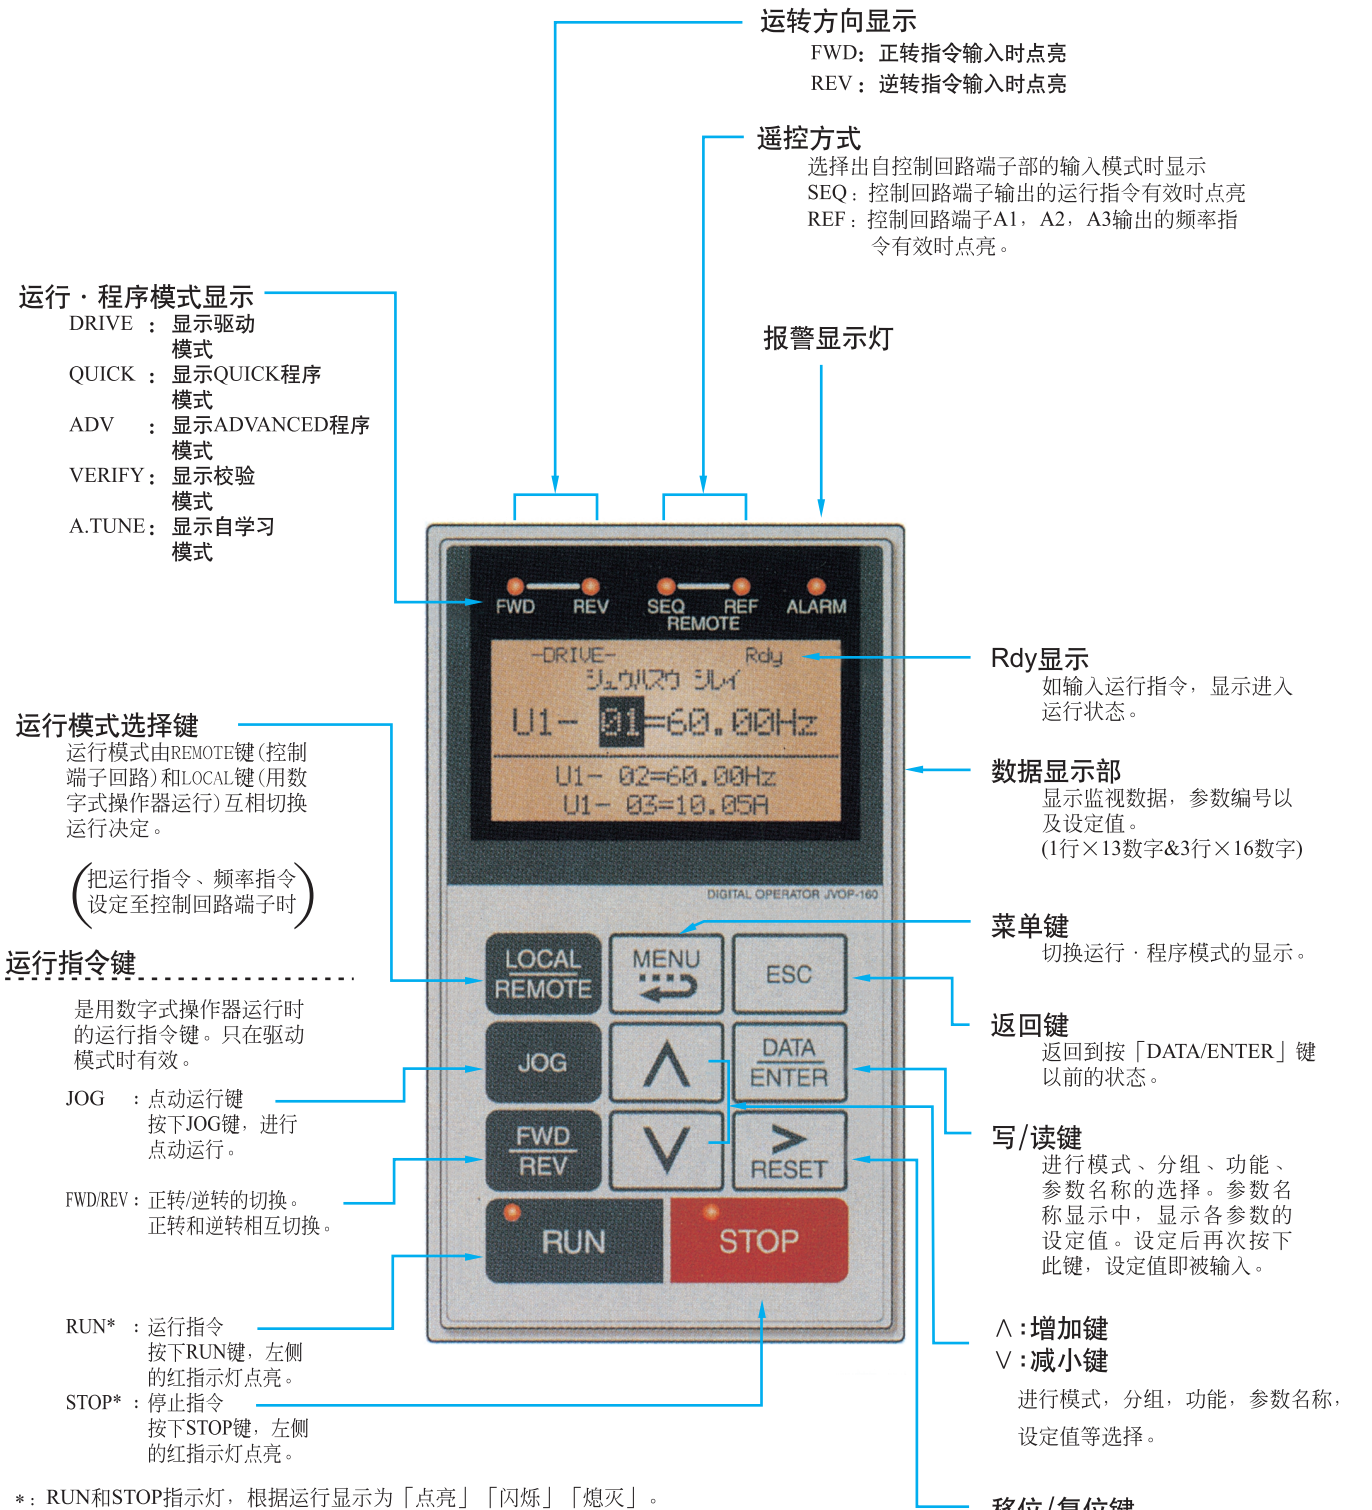 运转方向显示
FWD：正转指令输入时点亮
REV：逆转指令输入时点亮
遥控方式
选择出自控制回路端子部的输入模式时显示
SEQ：控制回路端子输出的运行指令有效时点亮
REF：控制回路端子A1，A2，A3输出的频率指
令有效时点亮。
运行·程序模式显示
DRIVE：显示驱动
模式
QUICK：显示QUICK程序
模式
ADV：显示ADVANCED程序
模式
VERIFY：显示校验
模式
A.TUNE：显示自学习
模式
报警显示灯
FWD REV SEQ REF ALARM
REMOTE
-DRIVE- Rdy
シュウハスウ シレイ
U1- 01=60.00Hz
U1- 02=60.00Hz
U1- 03=10.05A
DIGITAL OPERATOR JVOP-160
LOCAL
REMOTE
MENU
ESC
JOG
∧
DATA
ENTER
FWD
REV
∨
>
RESET
RUN
STOP
运行模式选择键
运行模式由REMOTE键(控制
端子回路)和LOCAL键(用数
字式操作器运行)互相切换
运行决定。
(把运行指令、频率指令
设定至控制回路端子时)
运行指令键
是用数字式操作器运行时
的运行指令键。只在驱动
模式时有效。
JOG：点动运行键
按下JOG键，进行
点动运行。
FWD/REV：正转/逆转的切换。
正转和逆转相互切换。
RUN*：运行指令
按下RUN键，左侧
的红指示灯点亮。
STOP*：停止指令
按下STOP键，左侧
的红指示灯点亮。
*：RUN和STOP指示灯，根据运行显示为「点亮」「闪烁」「熄灭」。
Rdy显示
如输入运行指令，显示进入
运行状态。
数据显示部
显示监视数据，参数编号以
及设定值。
(1行×13数字&3行×16数字)
菜单键
切换运行·程序模式的显示。
返回键
返回到按「DATA/ENTER」键
以前的状态。
写/读键
进行模式、分组、功能、
参数名称的选择。参数名
称显示中，显示各参数的
设定值。设定后再次按下
此键，设定值即被输入。
∧:增加键
∨:减小键
进行模式，分组，功能，参数名称，
设定值等选择。
移位/复位键